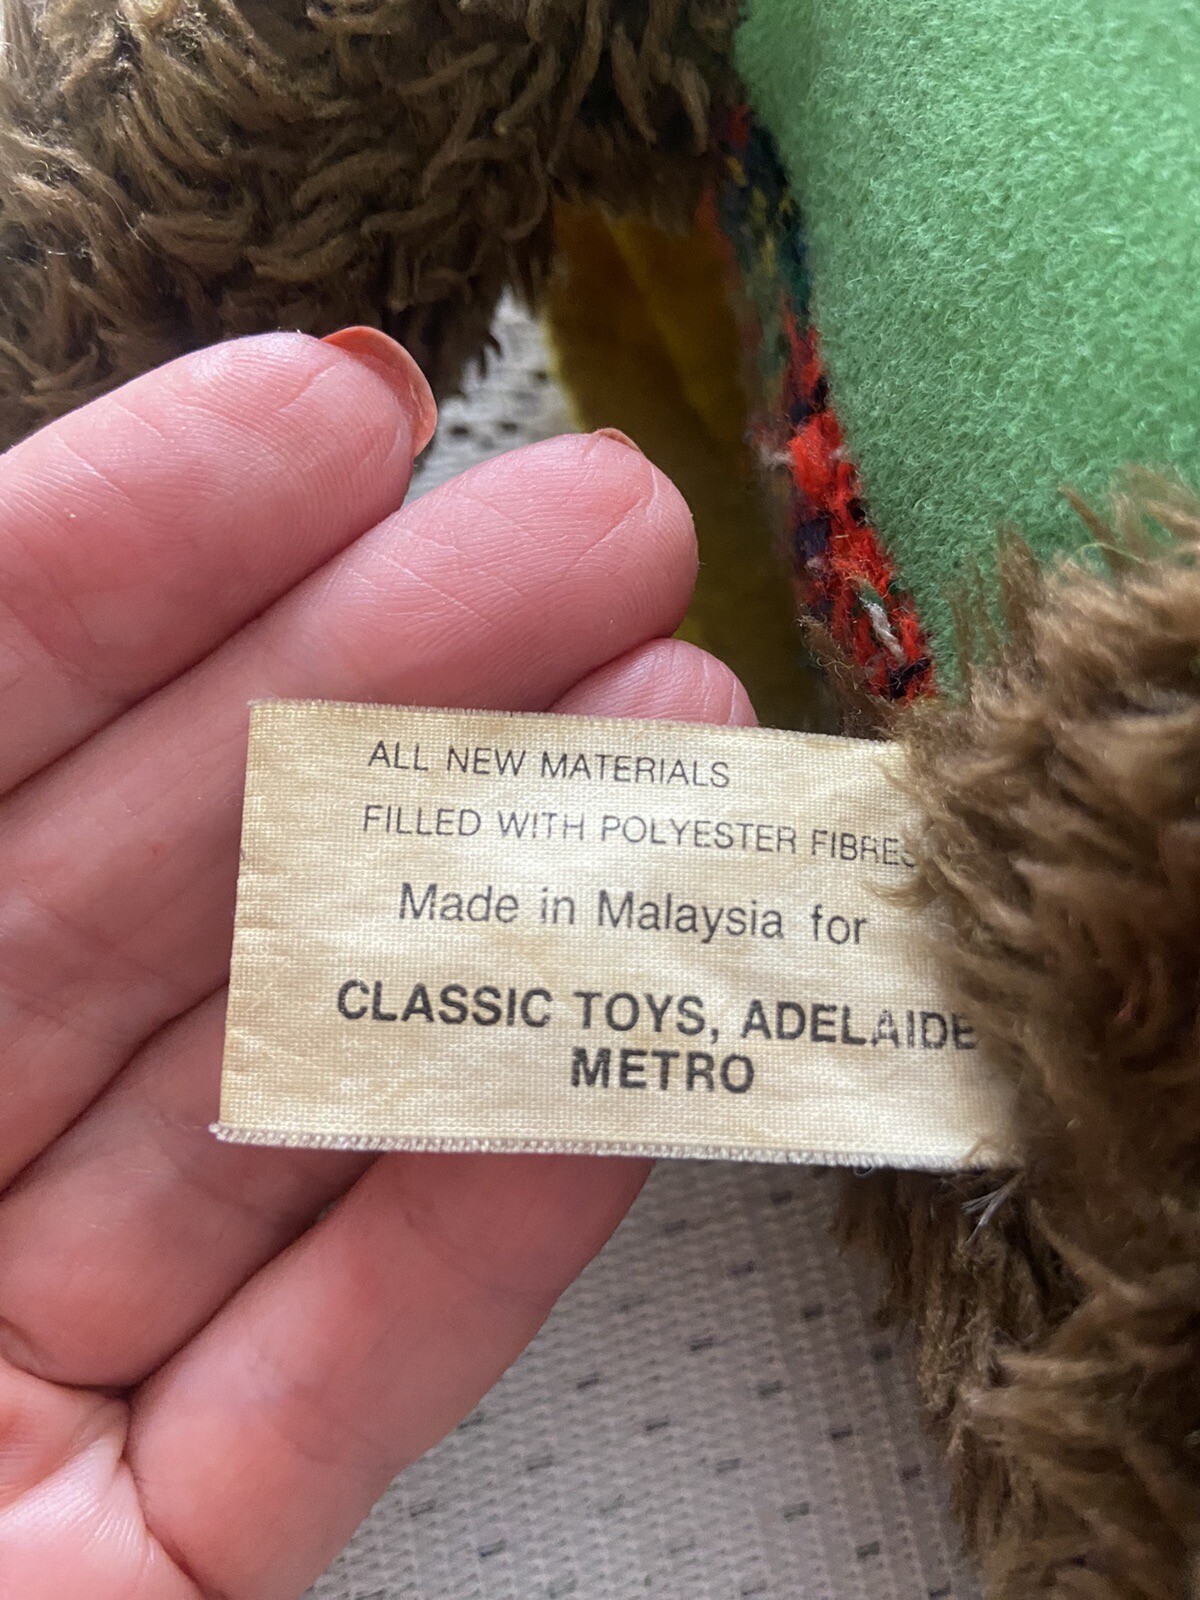 ALL NEW MATERIALS
FILLED WITH POLYESTER FIBRES
Made in Malaysia for
CLASSIC TOYS, ADELAIDE
METRO